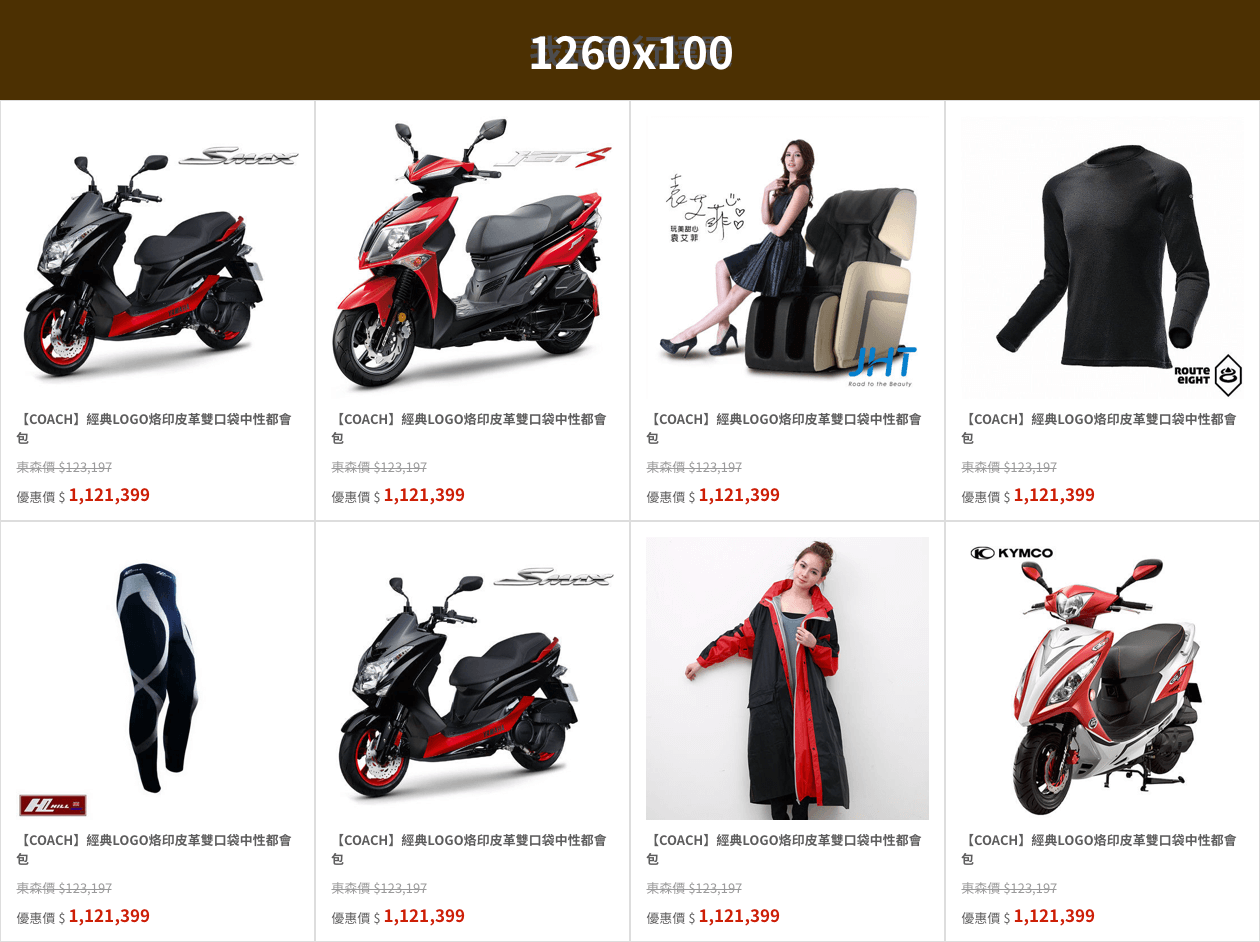 1260x100
SMAX
JET S
袁艾菲
玩美甜心
袁艾菲
JHT
Road to the Beauty
ROUTE
EIGHT
【COACH】經典LOGO烙印皮革雙口袋中性都會
包
東森價 $123,197
優惠價 $ 1,121,399
【COACH】經典LOGO烙印皮革雙口袋中性都會
包
東森價 $123,197
優惠價 $ 1,121,399
【COACH】經典LOGO烙印皮革雙口袋中性都會
包
東森價 $123,197
優惠價 $ 1,121,399
【COACH】經典LOGO烙印皮革雙口袋中性都會
包
東森價 $123,197
優惠價 $ 1,121,399
HL HILL
SMAX
KYMCO
【COACH】經典LOGO烙印皮革雙口袋中性都會
包
東森價 $123,197
優惠價 $ 1,121,399
【COACH】經典LOGO烙印皮革雙口袋中性都會
包
東森價 $123,197
優惠價 $ 1,121,399
【COACH】經典LOGO烙印皮革雙口袋中性都會
包
東森價 $123,197
優惠價 $ 1,121,399
【COACH】經典LOGO烙印皮革雙口袋中性都會
包
東森價 $123,197
優惠價 $ 1,121,399